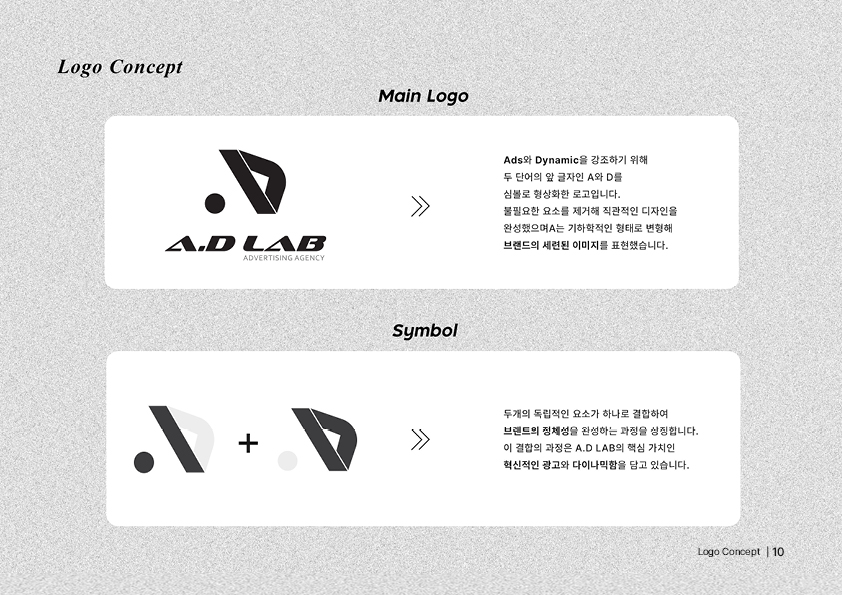 Logo Concept
Main Logo
A.D LAB
ADVERTISING AGENCY
Ads와 Dynamic을 강조하기 위해
두 단어의 앞 글자인 A와 D를
심볼로 형상화한 로고입니다.
불필요한 요소를 제거해 직관적인 디자인을
완성했으며A는 기하학적인 형태로 변형해
브랜드의 세련된 이미지를 표현했습니다.
Symbol
+
두개의 독립적인 요소가 하나로 결합하여
브랜드의 정체성을 완성하는 과정을 상징합니다.
이 결합의 과정은 A.D LAB의 핵심 가치인
혁신적인 광고와 다이나믹함을 담고 있습니다.
Logo Concept | 10